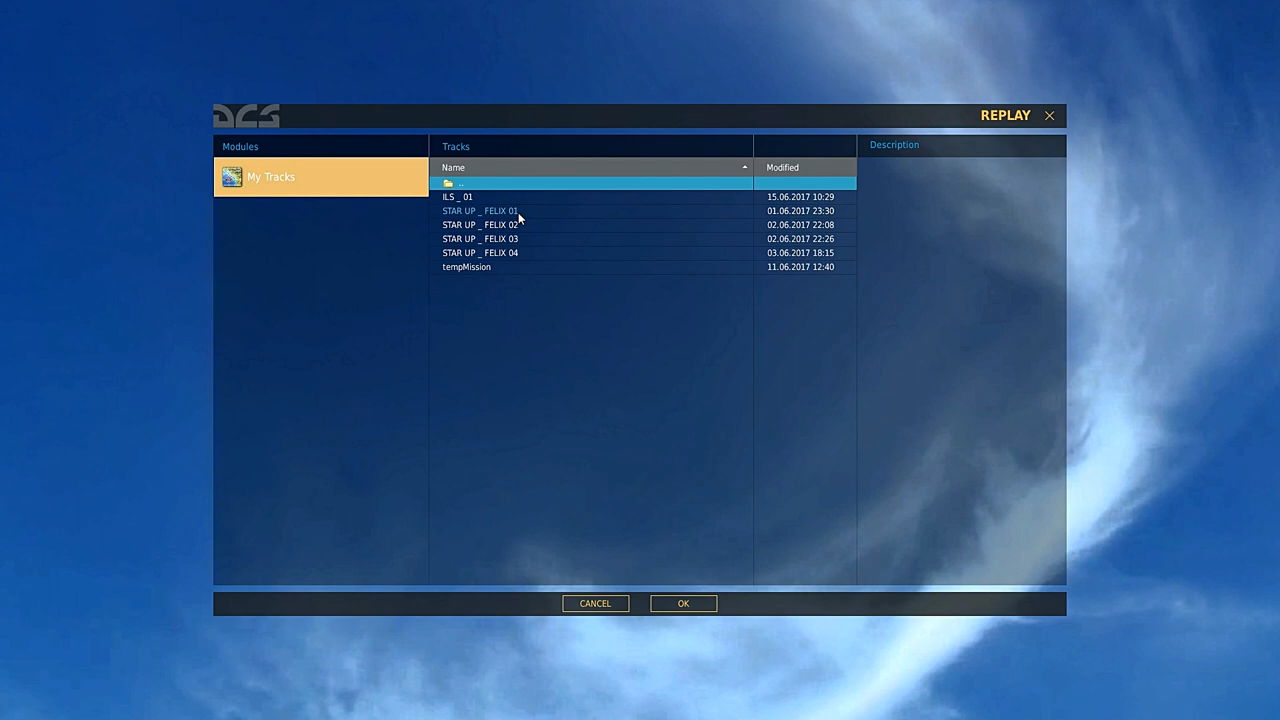 DCS
REPLAY
Modules
Tracks
Description
My Tracks
Name
Modified
..
ILS _ 01
15.06.2017 10:29
STAR UP _ FELIX 01
01.06.2017 23:30
STAR UP _ FELIX 02
02.06.2017 22:08
STAR UP _ FELIX 03
02.06.2017 22:26
STAR UP _ FELIX 04
03.06.2017 18:15
tempMission
11.06.2017 12:40
CANCEL
OK